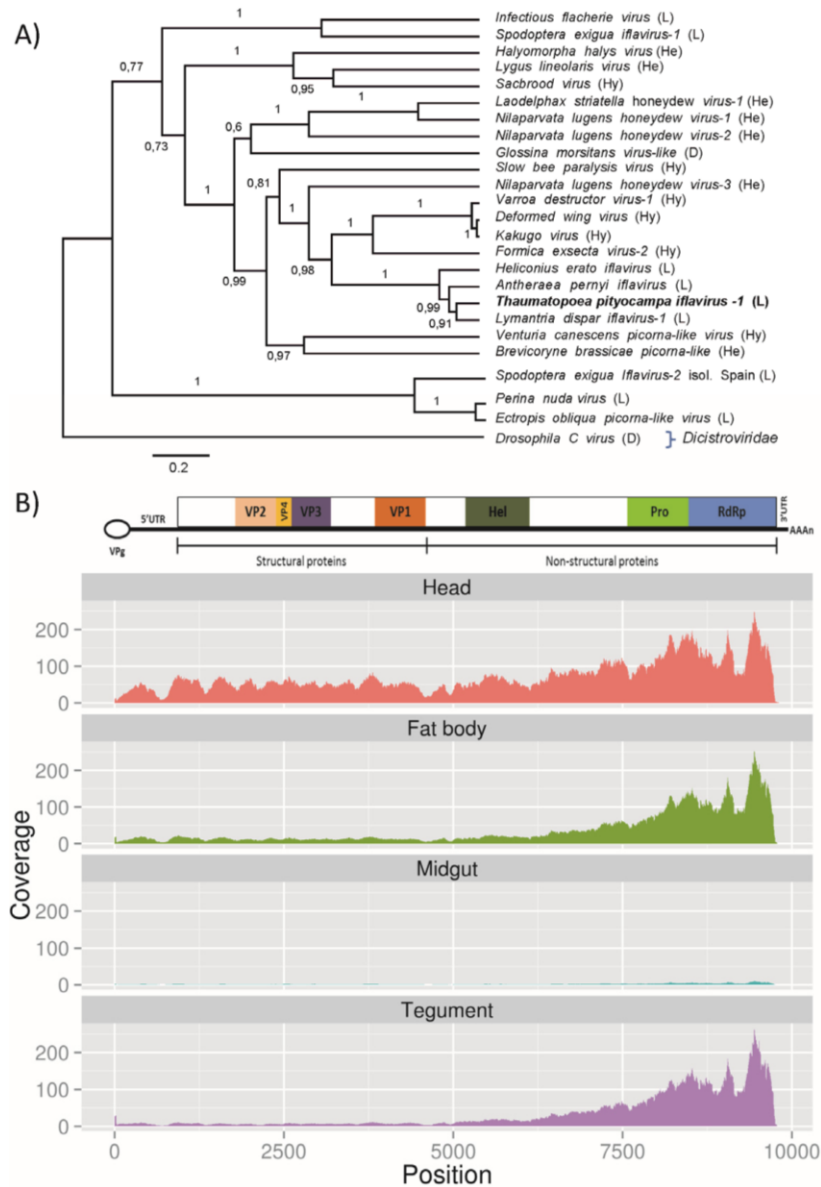 A)
Infectious flacherie virus (L)
Spodoptera exigua iflavirus-1 (L)
Halyomorpha halys virus (He)
Lygus lineolaris virus (He)
Sacbrood virus (Hy)
Laodelphax striatella honeydew virus-1 (He)
Nilaparvata lugens honeydew virus-1 (He)
Nilaparvata lugens honeydew virus-2 (He)
Glossina morsitans virus-like (D)
Slow bee paralysis virus (Hy)
Nilaparvata lugens honeydew virus-3 (He)
Varroa destructor virus-1 (Hy)
Deformed wing virus (Hy)
Kakugo virus (Hy)
Formica exsecta virus-2 (Hy)
Heliconius erato iflavirus (L)
Antheraea pernyi iflavirus (L)
Thaumatopoea pityocampa iflavirus -1 (L)
Lymantria dispar iflavirus-1 (L)
Venturia canescens picorna-like virus (Hy)
Brevicoryne brassicae picorna-like (He)
Spodoptera exigua Iflavirus-2 isol. Spain (L)
Perina nuda virus (L)
Ectropis obliqua picorna-like virus (L)
Drosophila C virus (D) } Dicistroviridae
1
0,77
1
0,95
1
1
0,6
0,73
1
0,81
1
1
1
1
0,98
1
0,99
0,99
0,91
0,97
1
1
0.2
B)
VPg
5'UTR
VP2
VP4
VP3
VP1
Hel
Pro
RdRp
3'UTR
AAAn
Structural proteins
Non-structural proteins
Head
200
100
0
Fat body
200
100
0
Midgut
200
100
0
Tegument
200
100
0
Coverage
0
2500
5000
7500
10000
Position